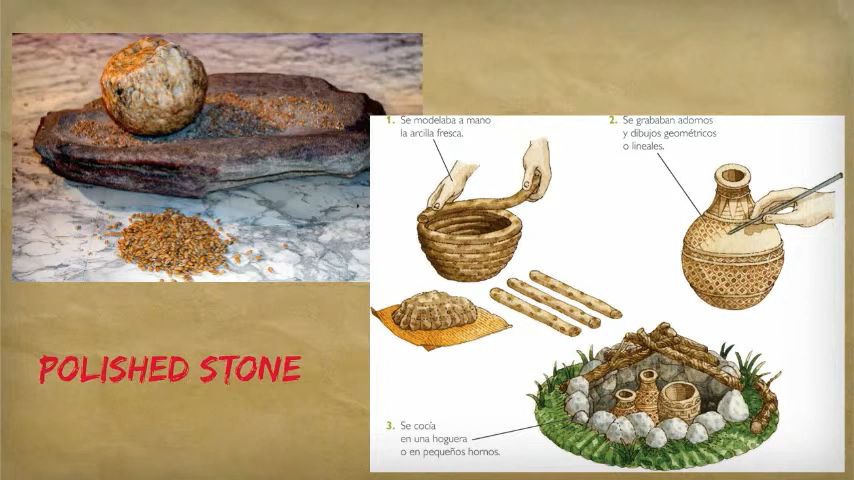 1. Se modelaba a mano
la arcilla fresca.
2. Se grababan adornos
y dibujos geométricos
o lineales.
POLISHED STONE
3. Se cocía
en una hoguera
o en pequeños hornos.